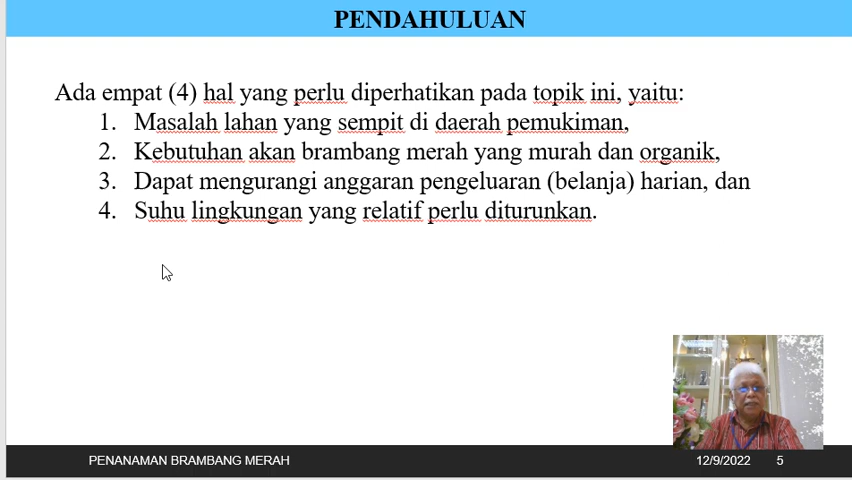 PENDAHULUAN
Ada empat (4) hal yang perlu diperhatikan pada topik ini, yaitu:
1. Masalah lahan yang sempit di daerah pemukiman,
2. Kebutuhan akan brambang merah yang murah dan organik,
3. Dapat mengurangi anggaran pengeluaran (belanja) harian, dan
4. Suhu lingkungan yang relatif perlu diturunkan.
PENANAMAN BRAMBANG MERAH 12/9/2022 5